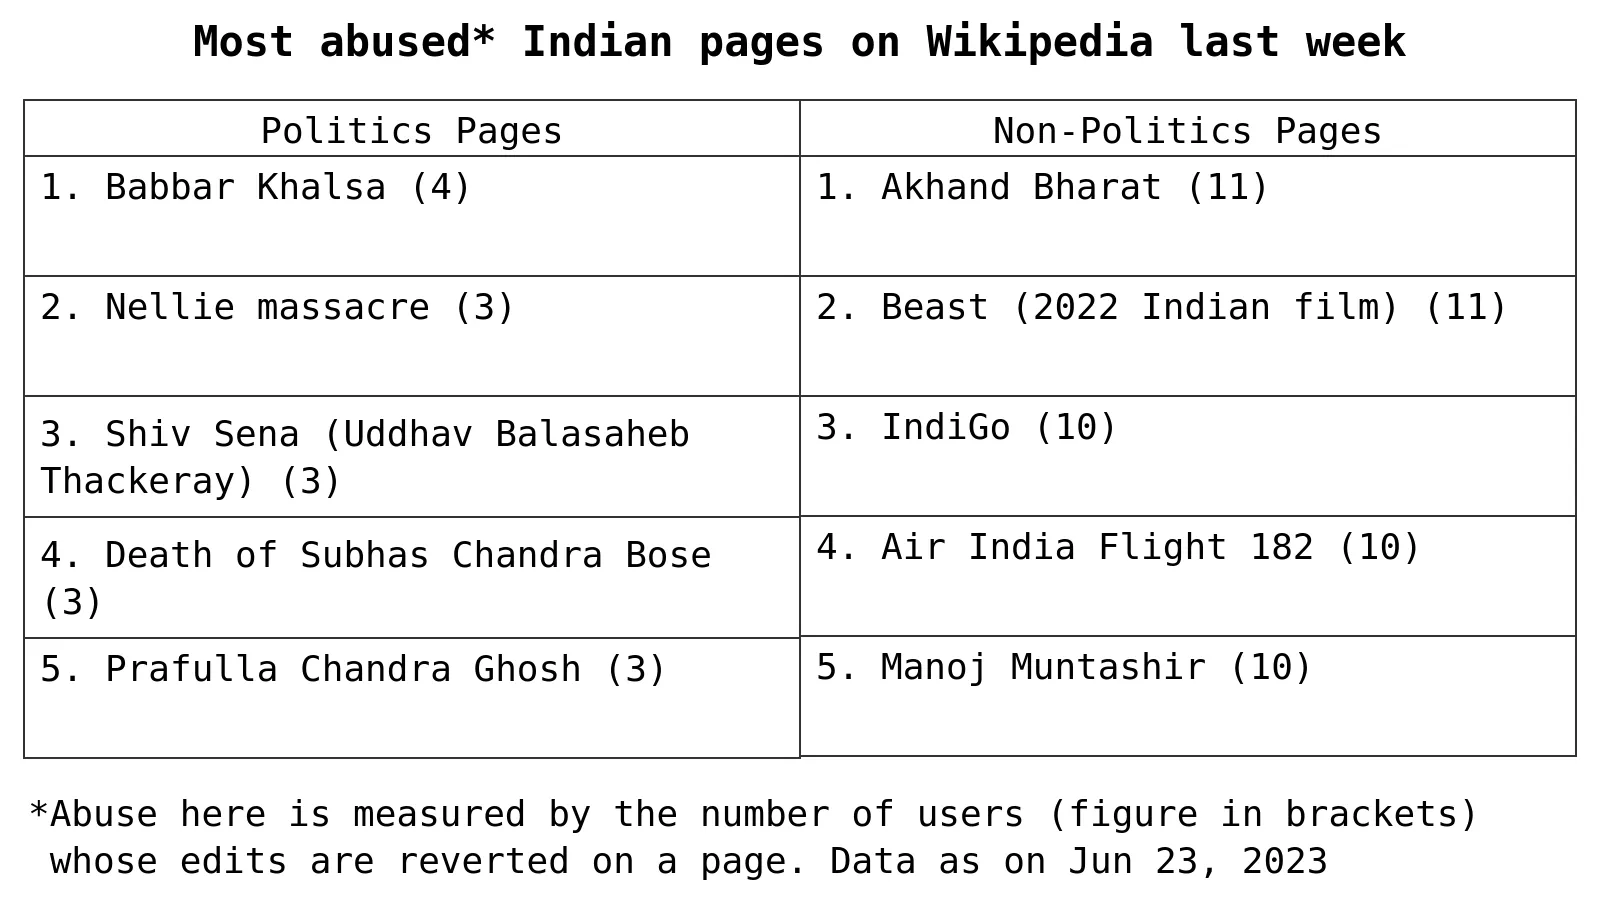 Most abused* Indian pages on Wikipedia last week
Politics Pages
Non-Politics Pages
1. Babbar Khalsa (4)
1. Akhand Bharat (11)
2. Nellie massacre (3)
2. Beast (2022 Indian film) (11)
3. Shiv Sena (Uddhav Balasaheb
Thackeray) (3)
3. IndiGo (10)
4. Death of Subhas Chandra Bose
(3)
4. Air India Flight 182 (10)
5. Prafulla Chandra Ghosh (3)
5. Manoj Muntashir (10)
*Abuse here is measured by the number of users (figure in brackets)
whose edits are reverted on a page. Data as on Jun 23, 2023